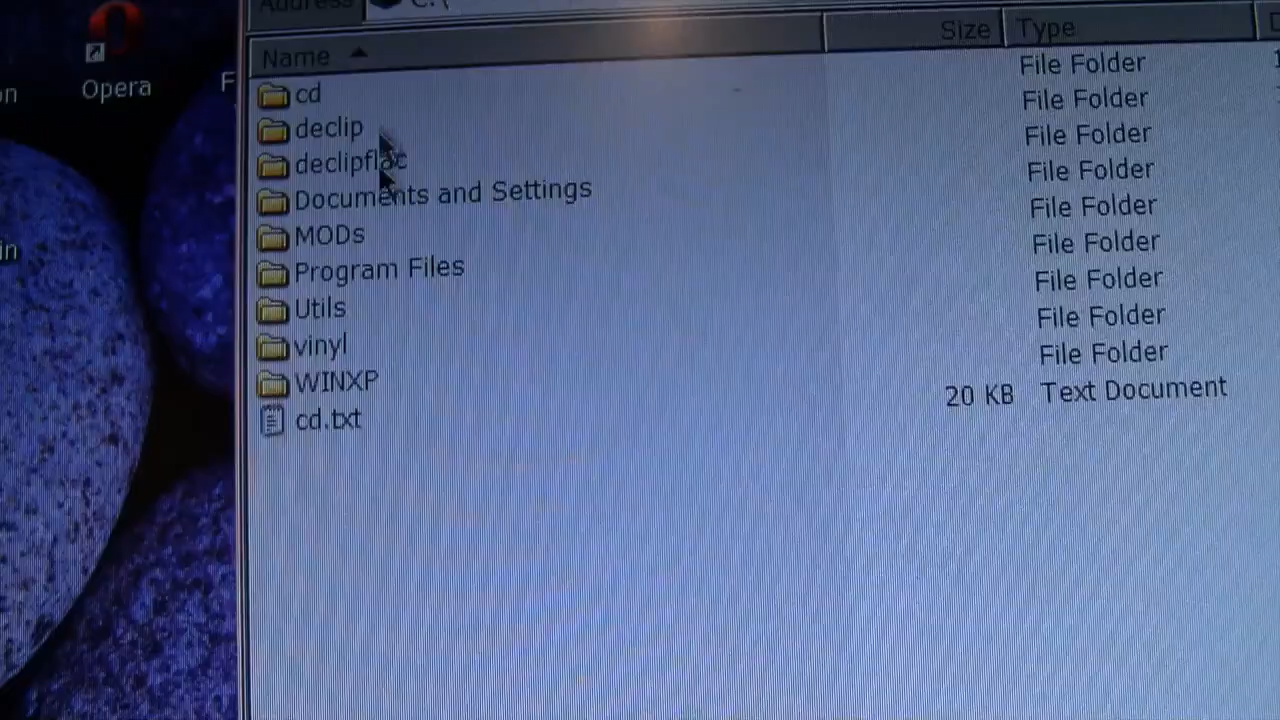 Address C:\
Name Size Type
cd File Folder
declip File Folder
declipflac File Folder
Documents and Settings File Folder
MODs File Folder
Program Files File Folder
Utils File Folder
vinyl File Folder
WINXP File Folder
cd.txt 20 KB Text Document
Opera